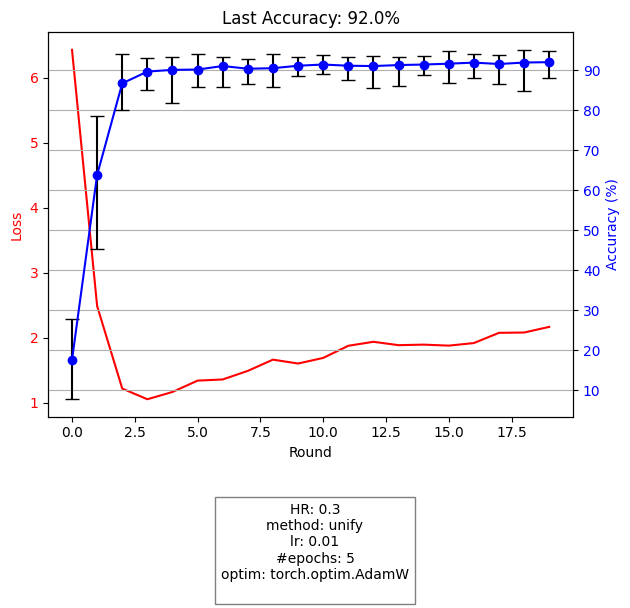 Last Accuracy: 92.0%
6
5
4
3
2
1
Loss
90
80
70
60
50
40
30
20
10
Accuracy (%)
0.0 2.5 5.0 7.5 10.0 12.5 15.0 17.5
Round
HR: 0.3
method: unify
lr: 0.01
#epochs: 5
optim: torch.optim.AdamW